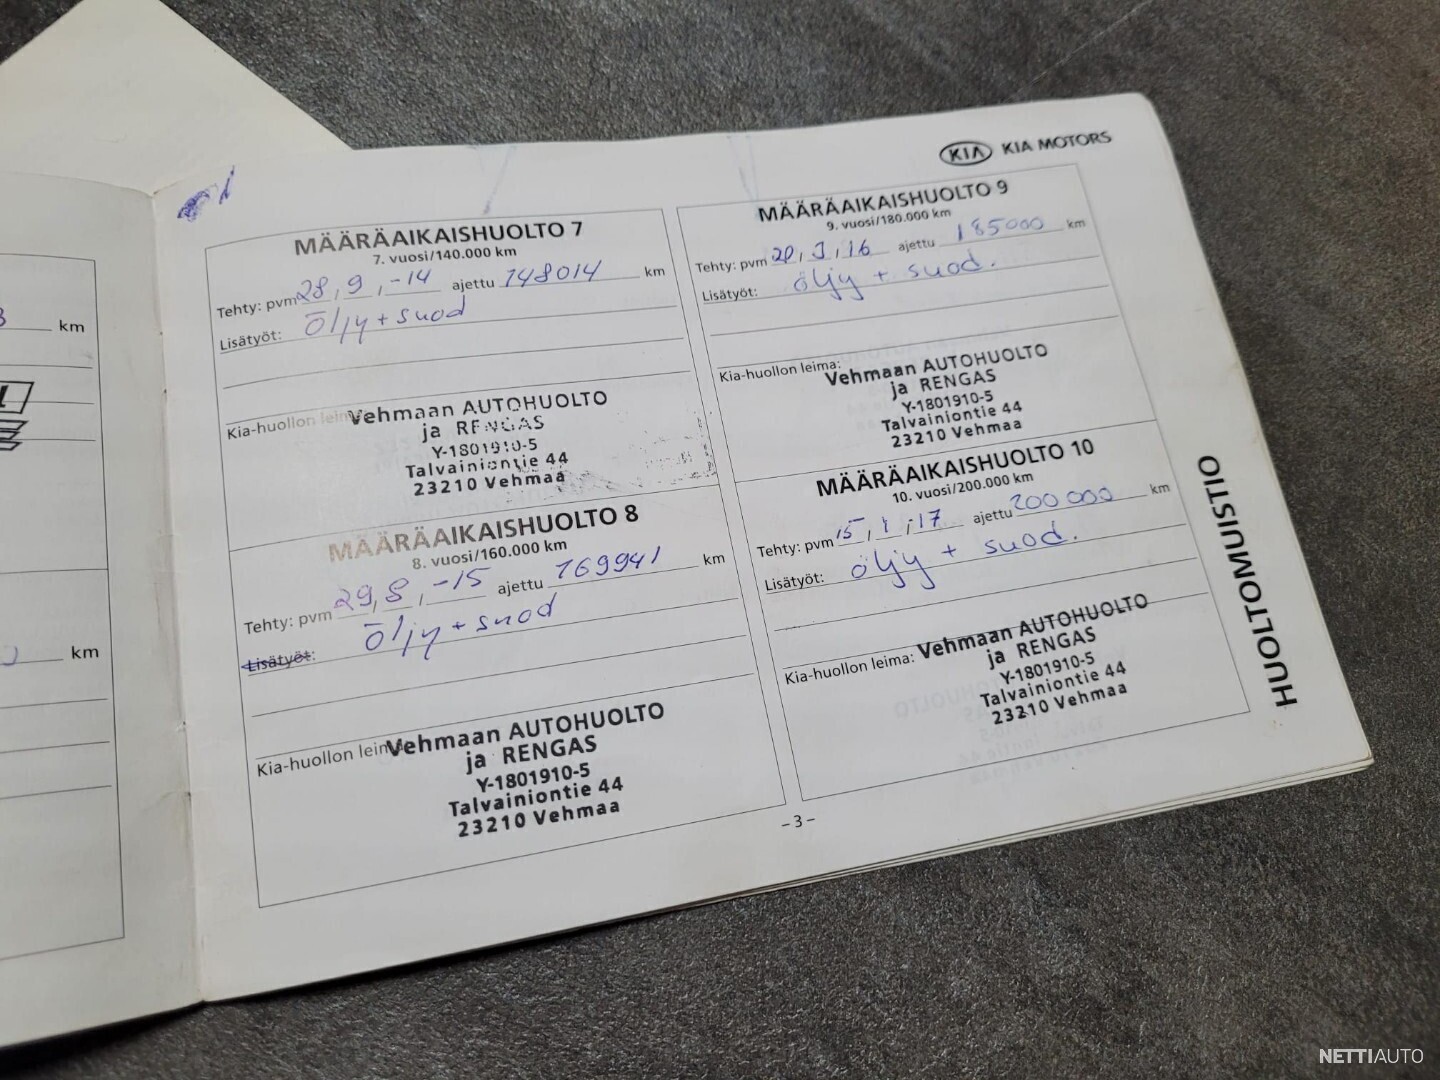 KIA KIA MOTORS
MÄÄRÄAIKAISHUOLTO 7
7. vuosi/140.000 km
Tehty: pvm 28, 9, -14 ajettu 148014 km
Lisätyöt: Öljy + suod
Kia-huollon
Vehmaan AUTOHUOLTO
ja RENGAS
Y-1801910-5
Talvainiontie 44
23210 Vehmaa
MÄÄRÄAIKAISHUOLTO 8
8. vuosi/160.000 km
Tehty: pvm 29, 8, -15 ajettu 169941 km
Lisätyöt: Öljy + suod
Kia-huollon
Vehmaan AUTOHUOLTO
ja RENGAS
Y-1801910-5
Talvainiontie 44
23210 Vehmaa
MÄÄRÄAIKAISHUOLTO 9
9. vuosi/180.000 km
Tehty: pvm ajettu 185000 km
Lisätyöt: öljy + suod.
Kia-huollon leima:
Vehmaan AUTOHUOLTO
ja RENGAS
Y-1801910-5
Talvainiontie 44
23210 Vehmaa
MÄÄRÄAIKAISHUOLTO 10
10. vuosi/200.000 km
Tehty: pvm 15, 1, 17 ajettu 200 000 km
Lisätyöt: öljy + suod.
Kia-huollon leima: Vehmaan AUTOHUOLTO
ja RENGAS
Y-1801910-5
Talvainiontie 44
23210 Vehmaa
HUOLTOMUISTIO
-3-
km
km
NETTIAUTO